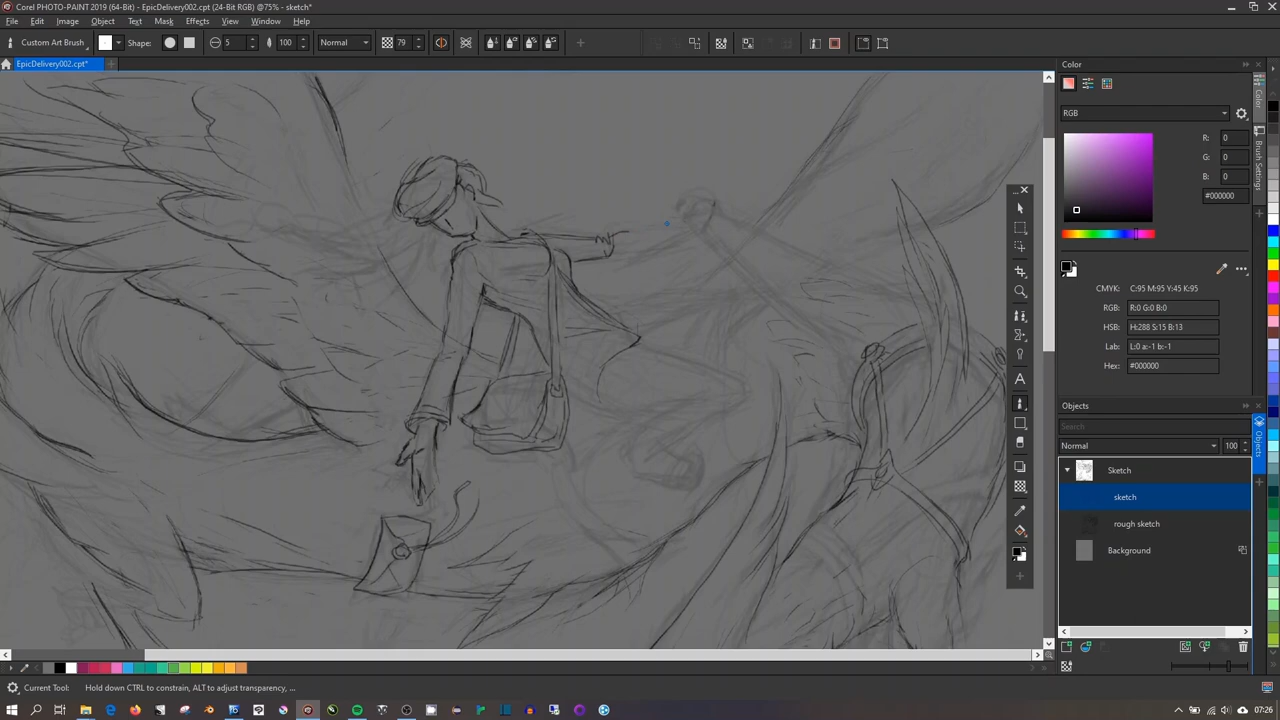 Corel PHOTO-PAINT 2019 (64-Bit) - EpicDelivery002.cpt (24-Bit RGB) @75% - sketch*
File Edit Image Adjust Object Text Mask Effects View Window Help
Custom Art Brush Shape: 5 100 Normal 79
EpicDelivery002.cpt*
Color
RGB
R: 0
G: 0
B: 0
#000000
CMYK: C:95 M:95 Y:45 K:95
RGB: R:0 G:0 B:0
HSB: H:288 S:15 B:13
Lab: L:0 a:-1 b:-1
Hex: #000000
Color
Brush Settings
Objects
Search
Normal 100
Sketch
sketch
rough sketch
Background
Objects
Current Tool: Hold down CTRL to constrain, ALT to adjust transparency, ...
07:26